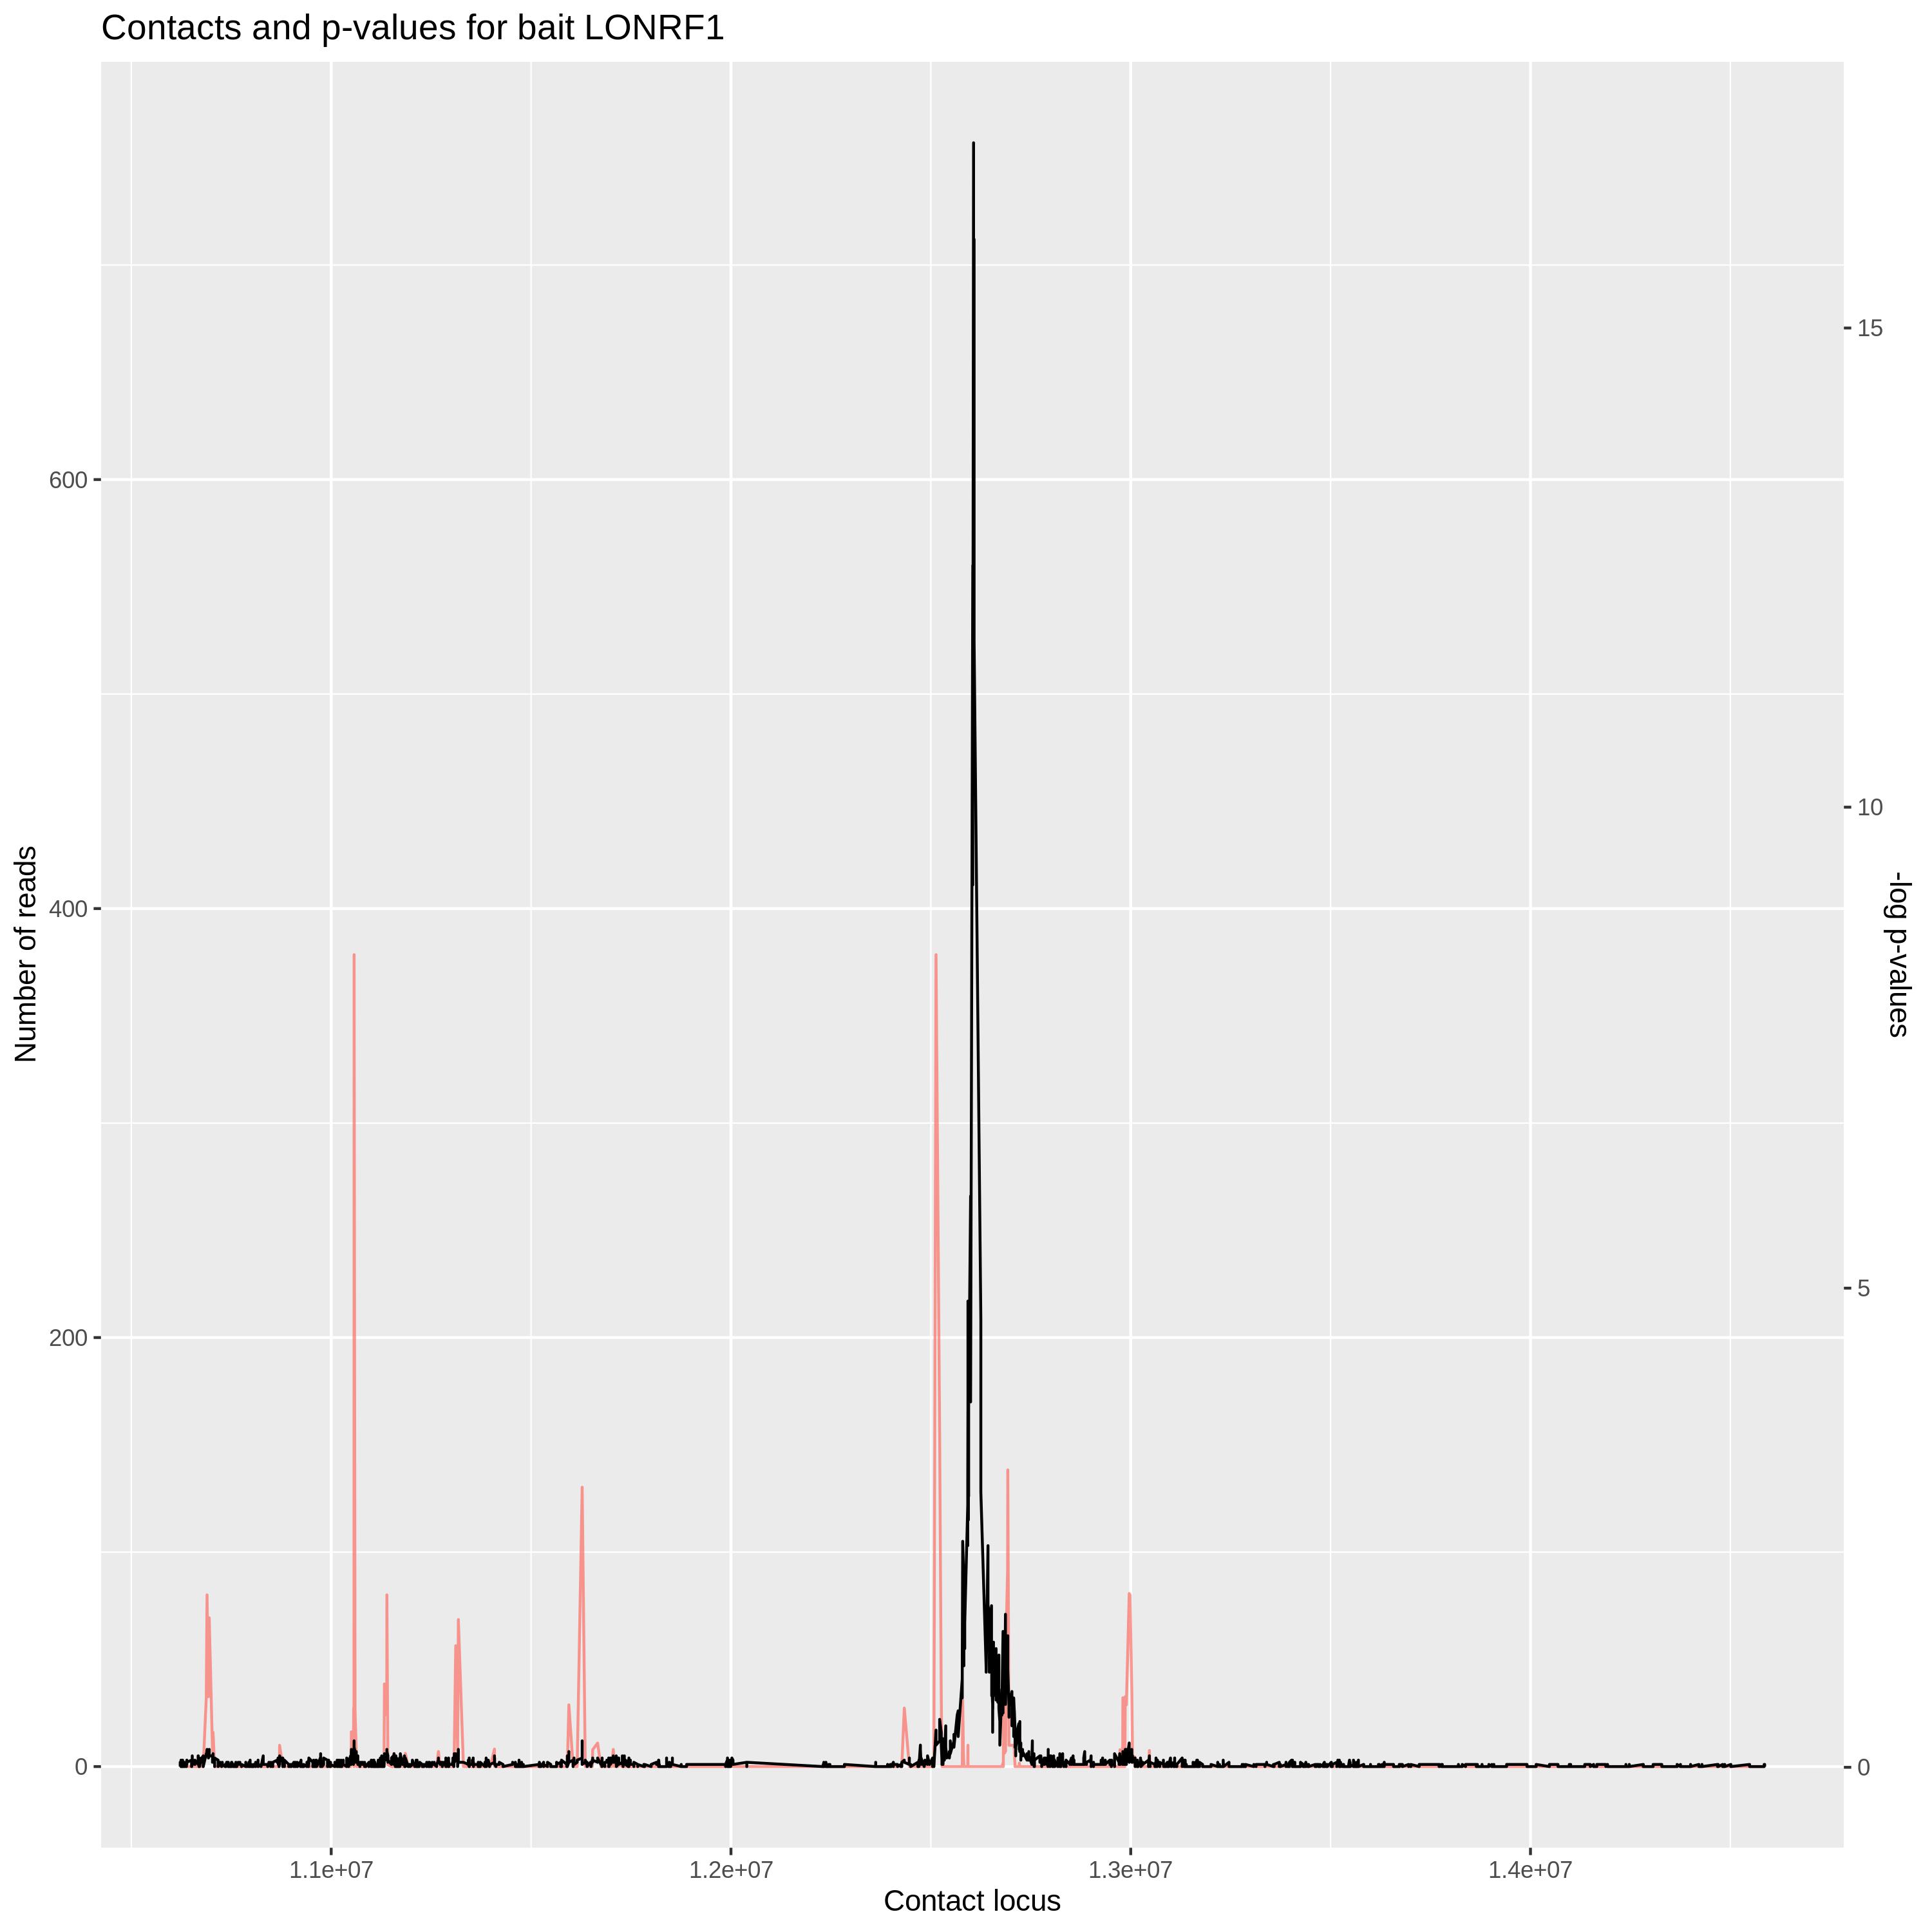 Contacts and p-values for bait LONRF1
Number of reads
600
400
200
0
15
10
5
0
-log p-values
1.1e+07 1.2e+07 1.3e+07 1.4e+07
Contact locus